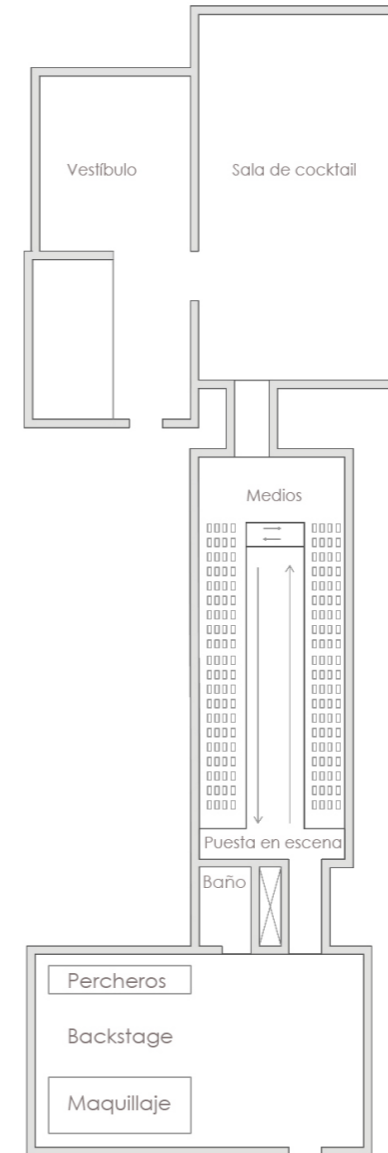 Vestíbulo
Sala de cocktail
Medios
Puesta en escena
Baño
Percheros
Backstage
Maquillaje